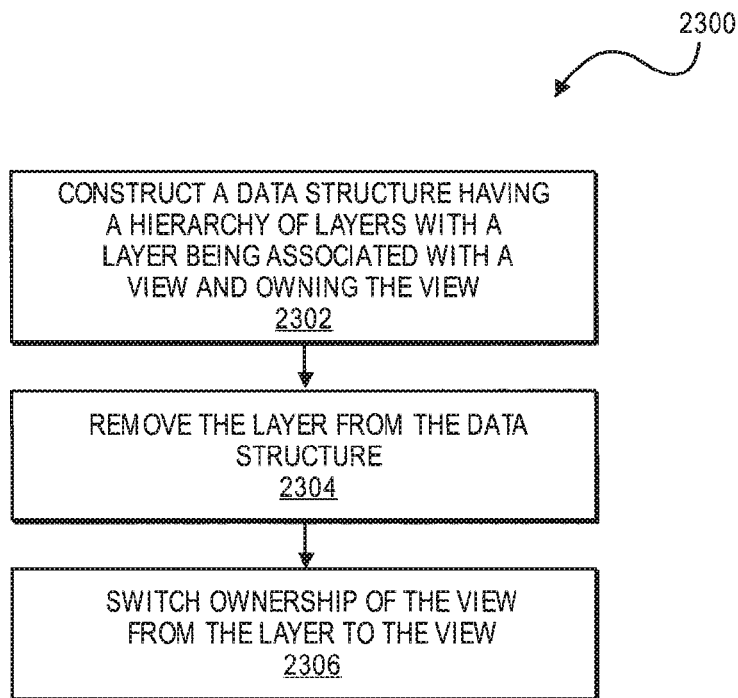 2300
CONSTRUCT A DATA STRUCTURE HAVING
A HIERARCHY OF LAYERS WITH A
LAYER BEING ASSOCIATED WITH A
VIEW AND OWNING THE VIEW
2302
REMOVE THE LAYER FROM THE DATA
STRUCTURE
2304
SWITCH OWNERSHIP OF THE VIEW
FROM THE LAYER TO THE VIEW
2306